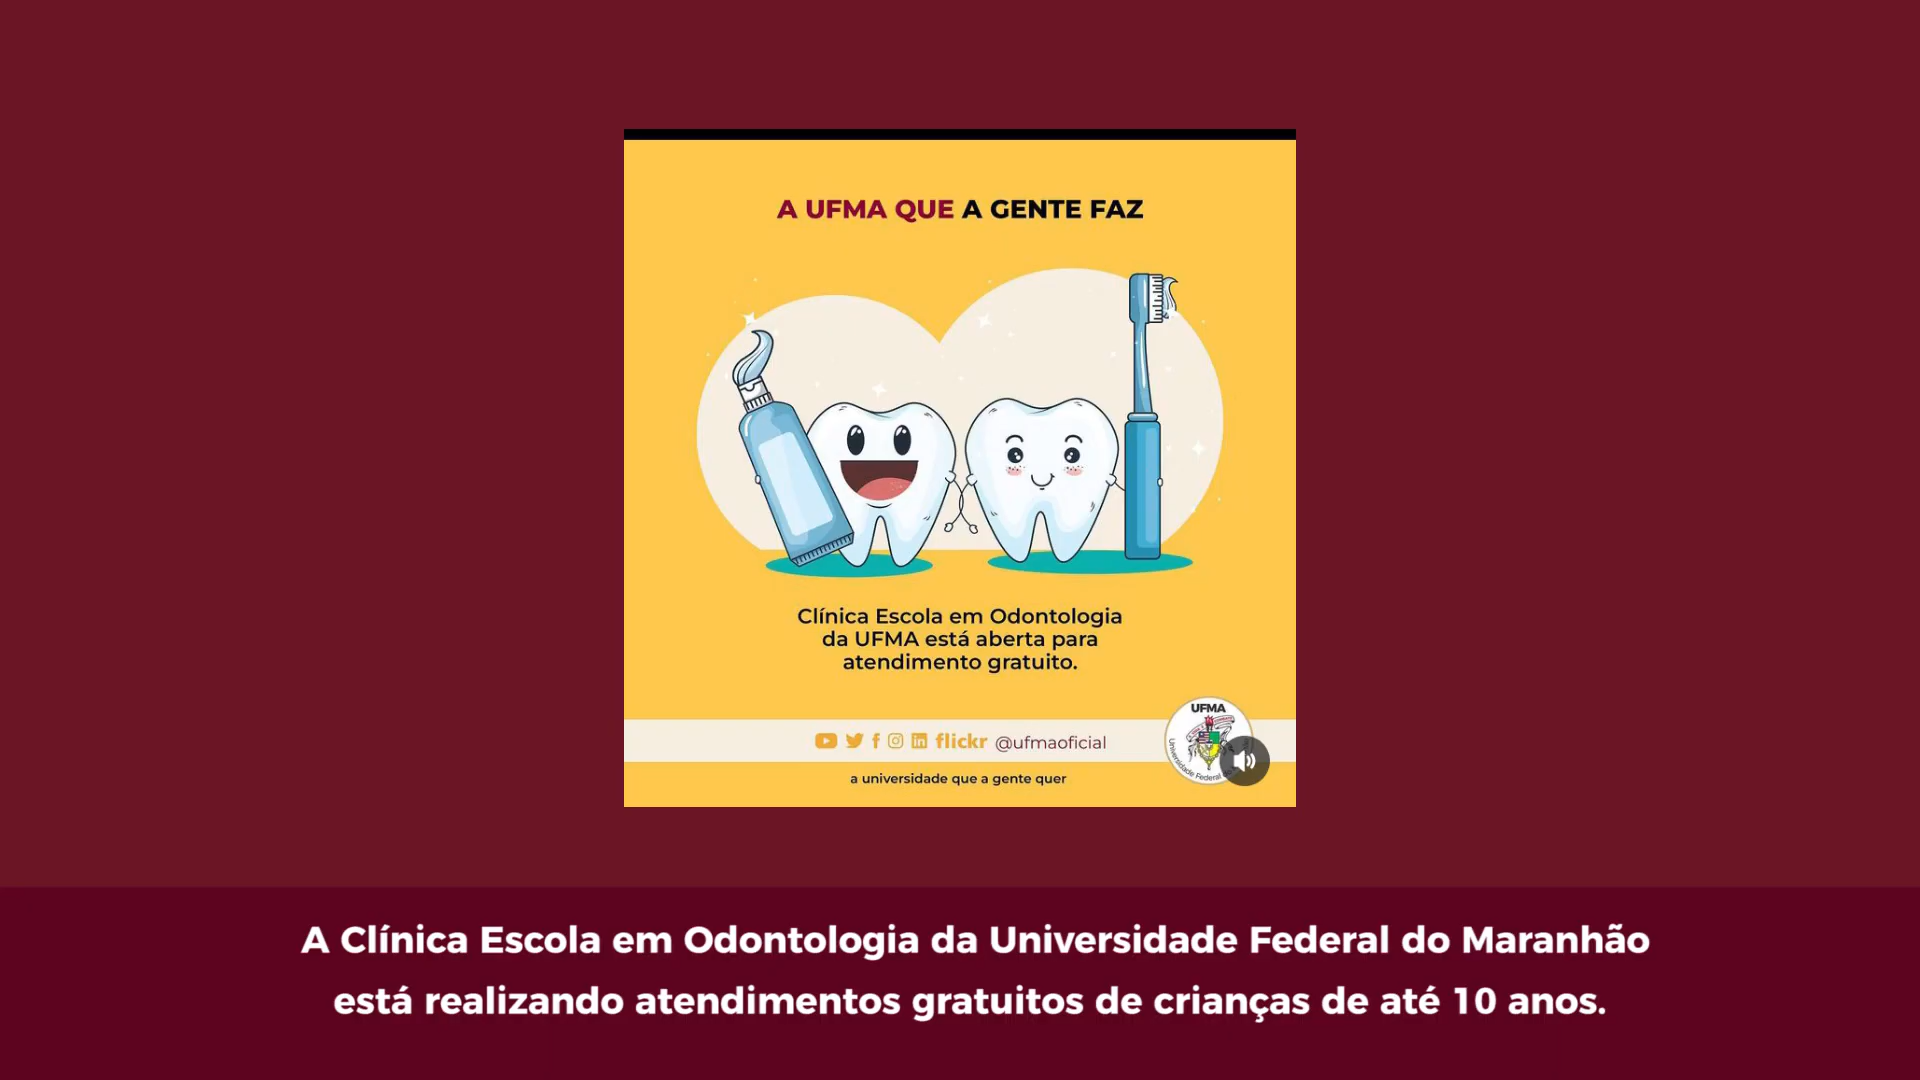 A UFMA QUE A GENTE FAZ
Clínica Escola em Odontologia
da UFMA está aberta para
atendimento gratuito.
flickr @ufmaoficial
UFMA
Universidade Federal
a universidade que a gente quer
A Clínica Escola em Odontologia da Universidade Federal do Maranhão
está realizando atendimentos gratuitos de crianças de até 10 anos.